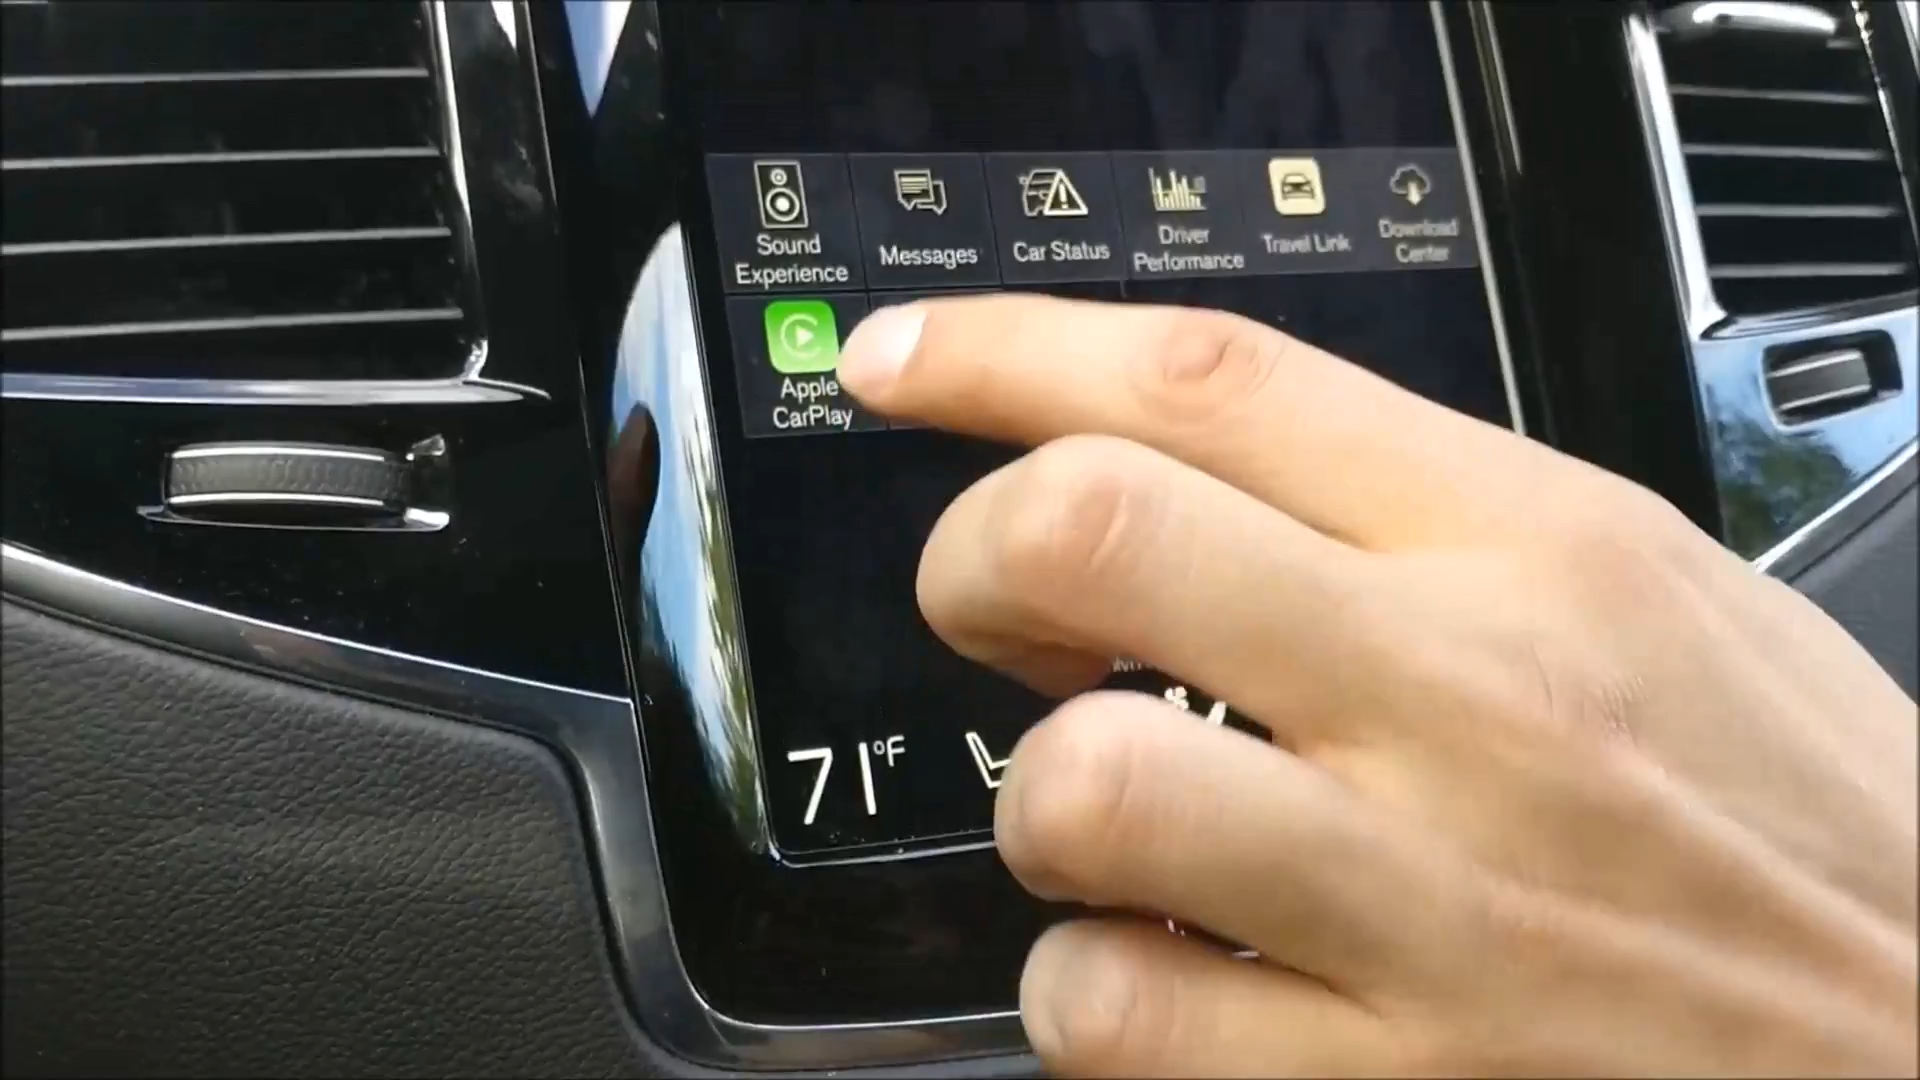 Sound
Experience
Messages
Car Status
Driver
Performance
Travel Link
Download
Center
Apple
CarPlay
71°F